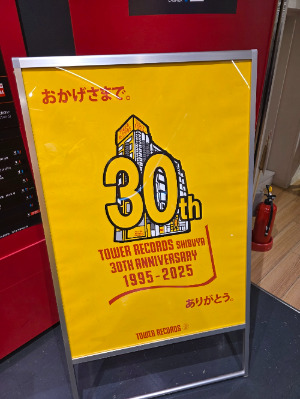 おかげさまで。
30th
TOWER RECORDS SHIBUYA
30TH ANNIVERSARY
1995-2025
ありがとう。
TOWER RECORDS